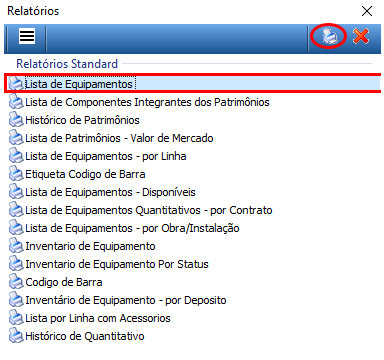 Relatórios
Relatórios Standard
Lista de Equipamentos
Lista de Componentes Integrantes dos Patrimônios
Histórico de Patrimônios
Lista de Patrimônios - Valor de Mercado
Lista de Equipamentos - por Linha
Etiqueta Codigo de Barra
Lista de Equipamentos - Disponíveis
Lista de Equipamentos Quantitativos - por Contrato
Lista de Equipamentos - por Obra/Instalação
Inventario de Equipamento
Inventario de Equipamento Por Status
Codigo de Barra
Inventário de Equipamento - por Deposito
Lista por Linha com Acessorios
Histórico de Quantitativo